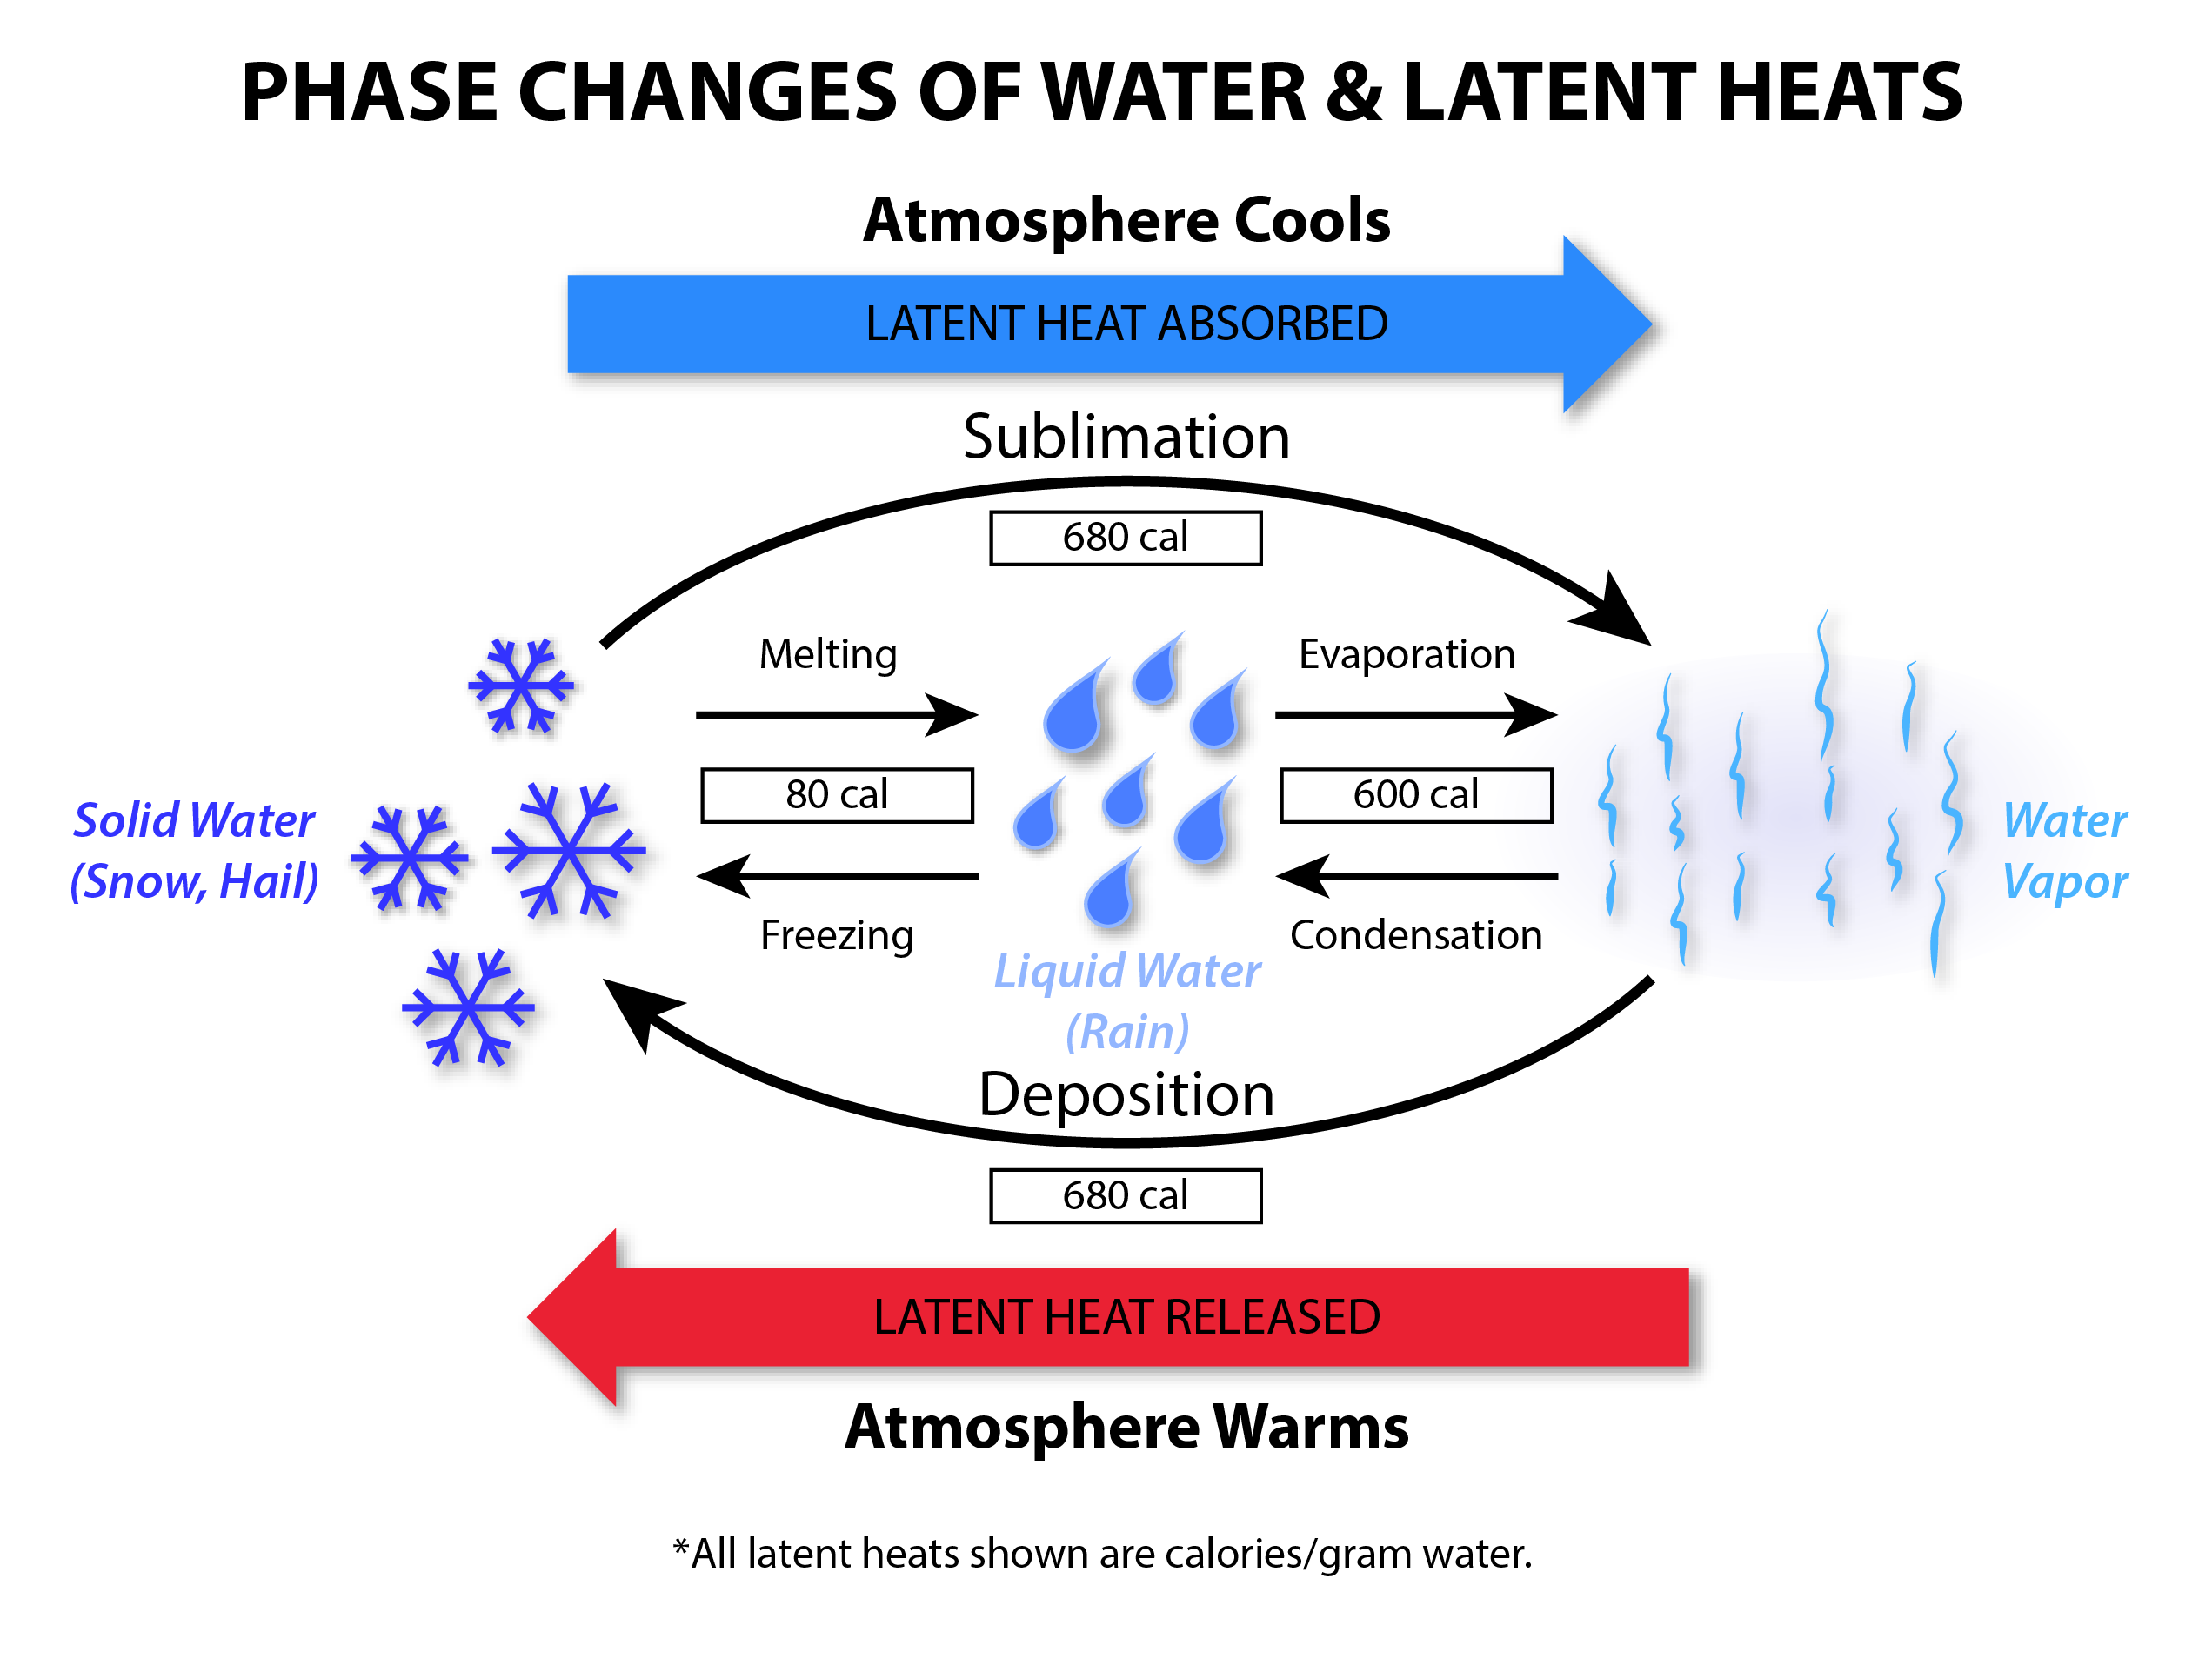 PHASE CHANGES OF WATER & LATENT HEATS
Atmosphere Cools
LATENT HEAT ABSORBED
Sublimation
680 cal
Melting
Evaporation
80 cal
600 cal
Solid Water
(Snow, Hail)
Water
Vapor
Freezing
Condensation
Liquid Water
(Rain)
Deposition
680 cal
LATENT HEAT RELEASED
Atmosphere Warms
*All latent heats shown are calories/gram water.